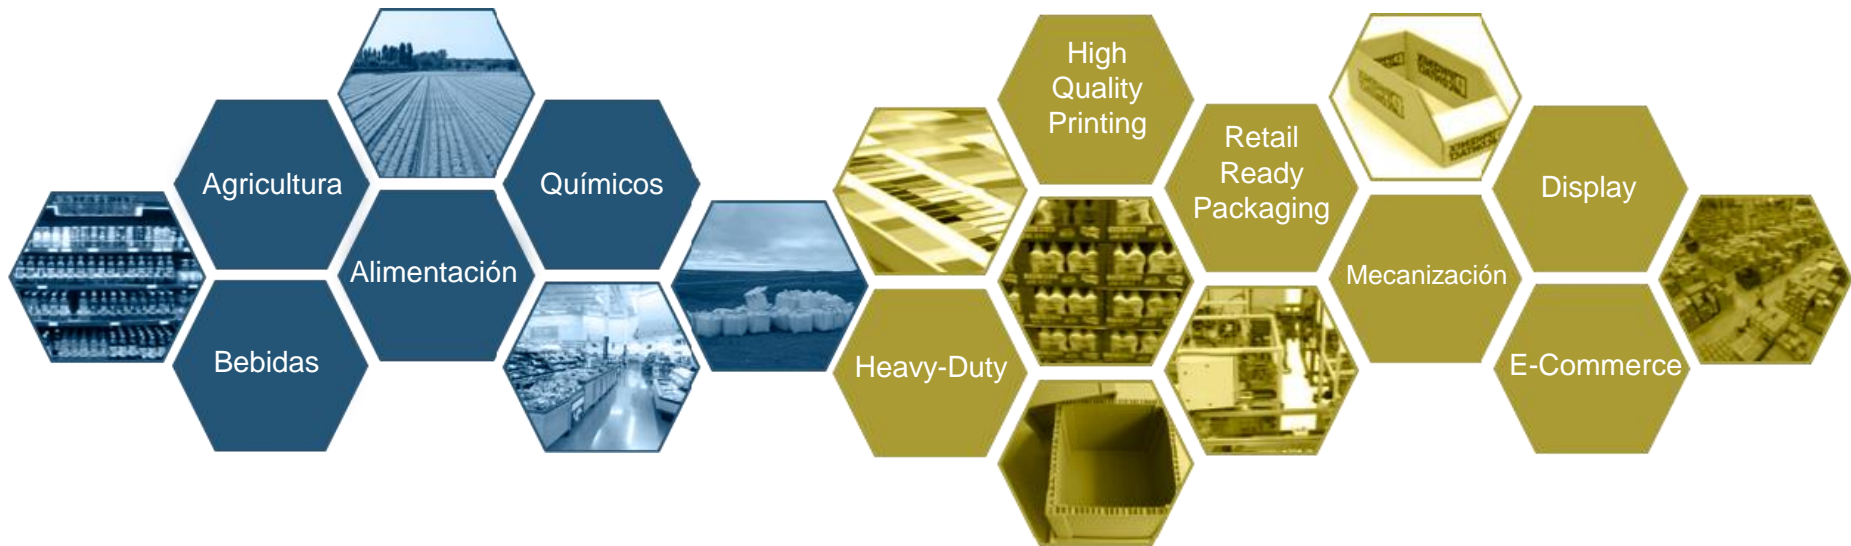 Agricultura
Químicos
Alimentación
Bebidas
High
Quality
Printing
Retail
Ready
Packaging
Display
Mecanización
Heavy-Duty
E-Commerce